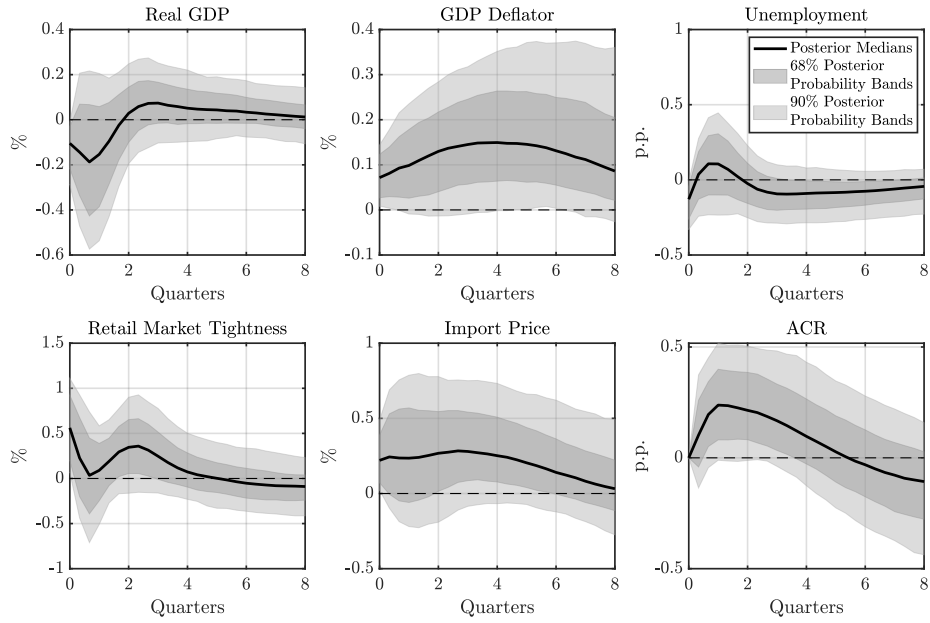 Real GDP
0.4
0.2
0
-0.2
-0.4
-0.6
%
0 2 4 6 8
Quarters
GDP Deflator
0.4
0.3
0.2
0.1
0
-0.1
%
0 2 4 6 8
Quarters
Unemployment
1
0.5
0
-0.5
p.p.
Posterior Medians
68% Posterior
Probability Bands
90% Posterior
Probability Bands
0 2 4 6 8
Quarters
Retail Market Tightness
1.5
1
0.5
0
-0.5
-1
%
0 2 4 6 8
Quarters
Import Price
1
0.5
0
-0.5
%
0 2 4 6 8
Quarters
ACR
0.5
0
-0.5
p.p.
0 2 4 6 8
Quarters